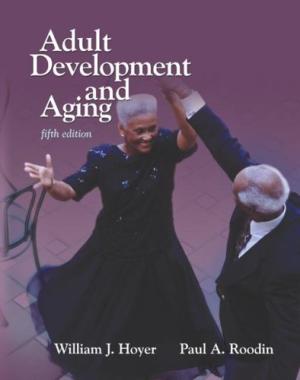 Adult
Development
and
Aging
fifth edition
William J. Hoyer Paul A. Roodin